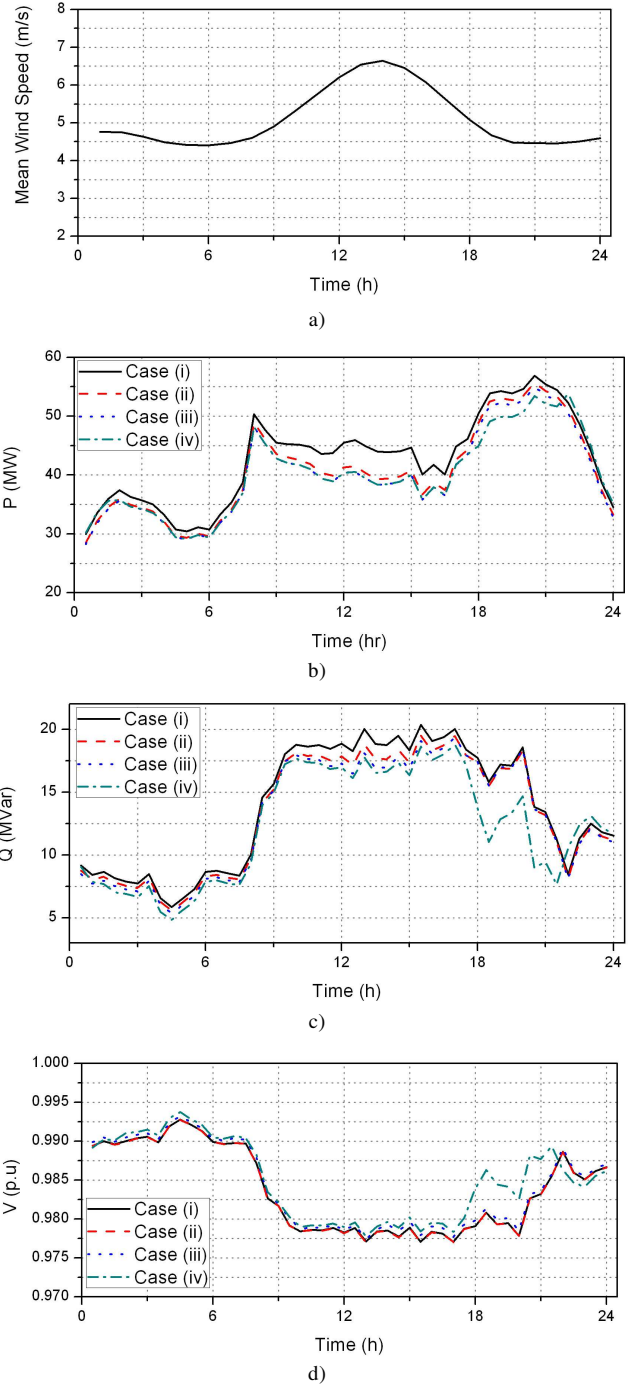 Mean Wind Speed (m/s)
8
7
6
5
4
3
2
0 6 12 18 24
Time (h)
a)
P (MW)
60
50
40
30
20
Case (i)
Case (ii)
Case (iii)
Case (iv)
0 6 12 18 24
Time (hr)
b)
Q (MVar)
20
15
10
5
Case (i)
Case (ii)
Case (iii)
Case (iv)
0 6 12 18 24
Time (h)
c)
V (p.u)
1.000
0.995
0.990
0.985
0.980
0.975
0.970
Case (i)
Case (ii)
Case (iii)
Case (iv)
0 6 12 18 24
Time (h)
d)